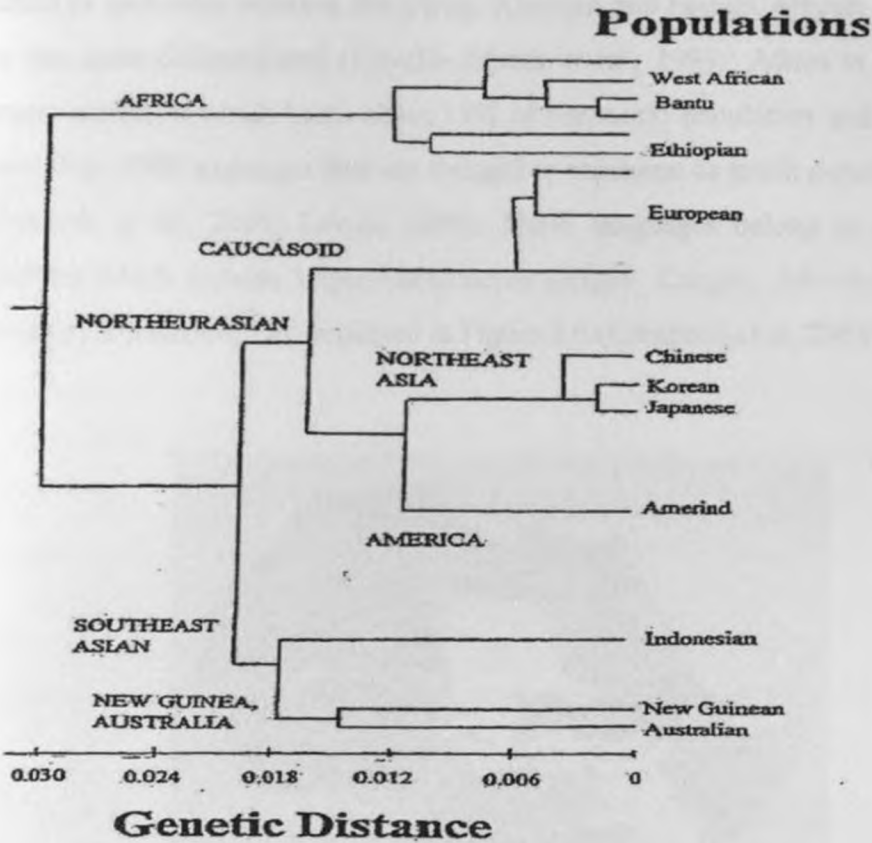 Populations
AFRICA
West African
Bantu
Ethiopian
European
CAUCASOID
NORTHEURASIAN
NORTHEAST
ASIA
Chinese
Korean
Japanese
Amerind
AMERICA
SOUTHEAST
ASIAN
Indonesian
NEW GUINEA,
AUSTRALIA
New Guinean
Australian
0.030 0.024 0.018 0.012 0.006 0
Genetic Distance